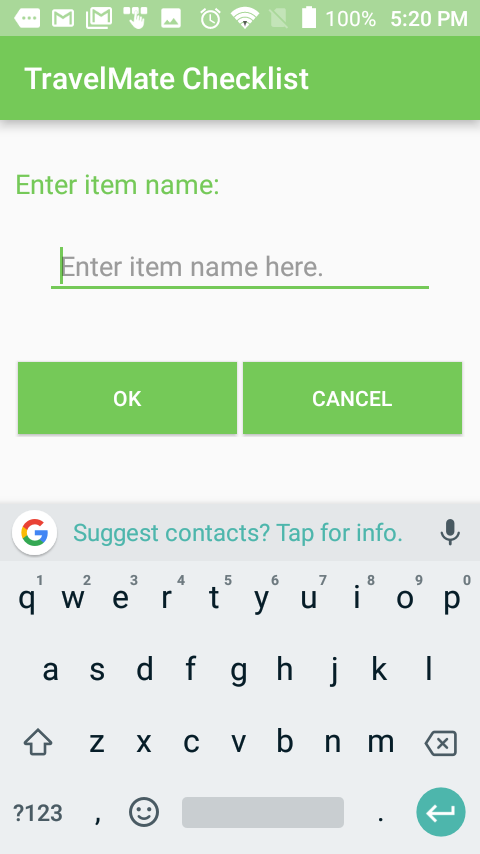 100% 5:20 PM
TravelMate Checklist
Enter item name:
Enter item name here.
OK CANCEL
G Suggest contacts? Tap for info.
1 2 3 4 5 6 7 8 9 0
q w e r t y u i o p
a s d f g h j k l
z x c v b n m
?123 , .